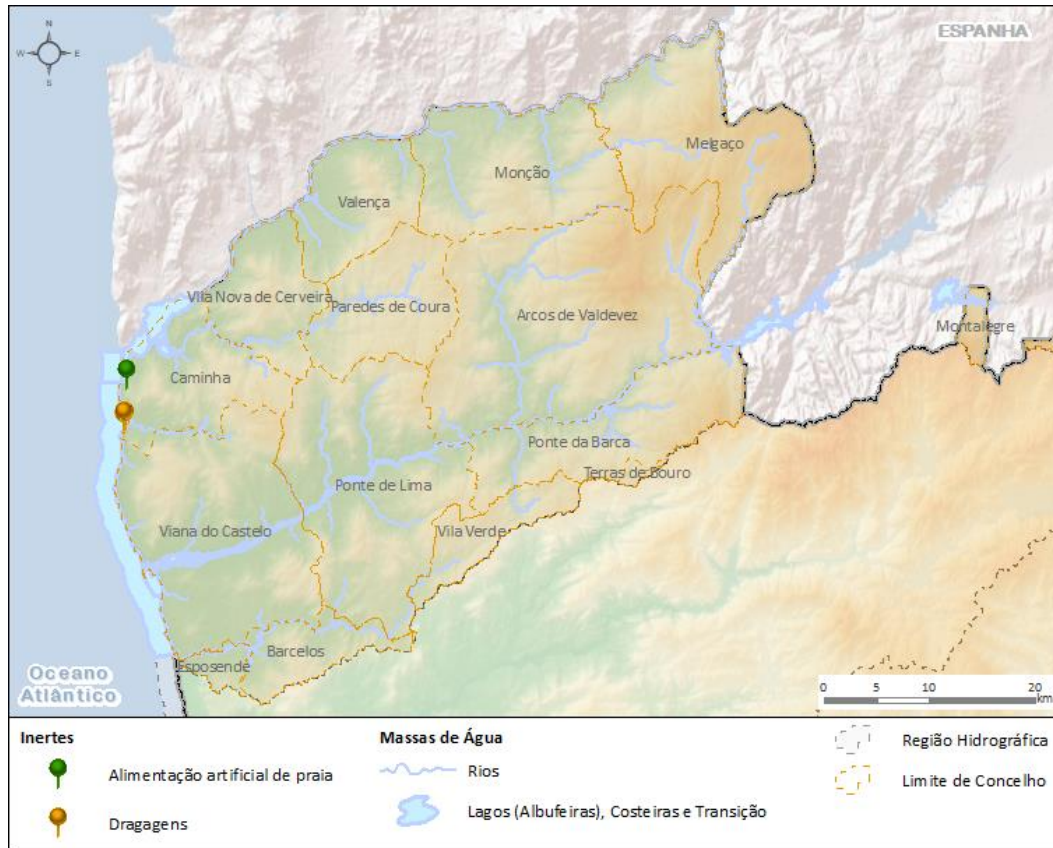 N
W E
S
ESPANHA
Melgaço
Monção
Valença
Vila Nova de Cerveira
Paredes de Coura
Arcos de Valdevez
Montalegre
Caminha
Ponte da Barca
Terras de Bouro
Ponte de Lima
Viana do Castelo
Vila Verde
Barcelos
Esposende
Oceano
Atlântico
0 5 10 20
km
Inertes
Alimentação artificial de praia
Dragagens
Massas de Água
Rios
Lagos (Albufeiras), Costeiras e Transição
Região Hidrográfica
Limite de Concelho